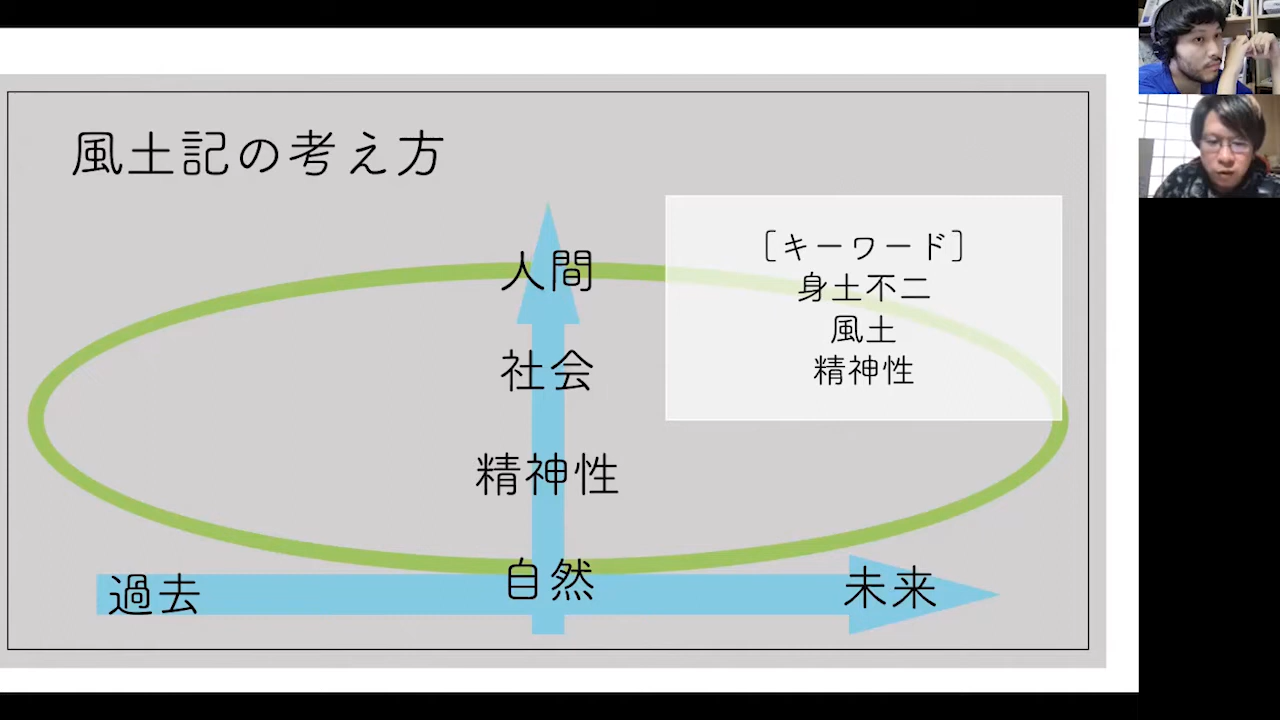 風土記の考え方
[キーワード]
身土不二
風土
精神性
人間
社会
精神性
自然
過去
未来